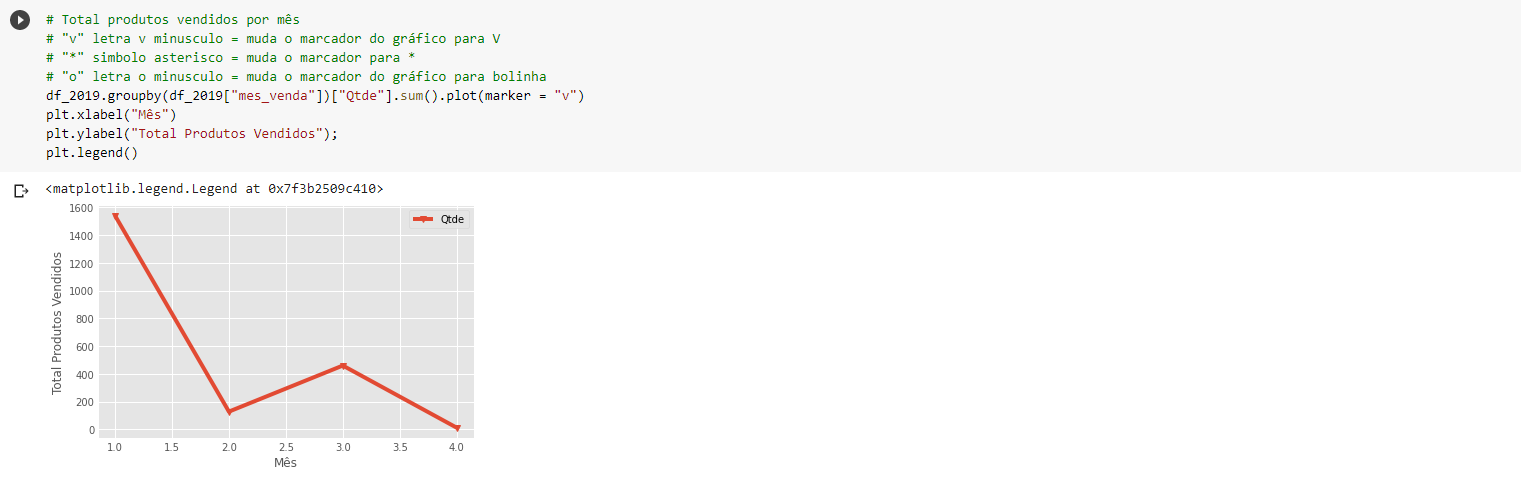 # Total produtos vendidos por mês
# "v" letra v minusculo = muda o marcador do gráfico para V
# "*" simbolo asterisco = muda o marcador para *
# "o" letra o minusculo = muda o marcador do gráfico para bolinha
df_2019.groupby(df_2019["mes_venda"])["Qtde"].sum().plot(marker = "v")
plt.xlabel("Mês")
plt.ylabel("Total Produtos Vendidos");
plt.legend()
<matplotlib.legend.Legend at 0x7f3b2509c410>
Qtde
1600
1400
1200
1000
800
600
400
200
0
Total Produtos Vendidos
1.0 1.5 2.0 2.5 3.0 3.5 4.0
Mês